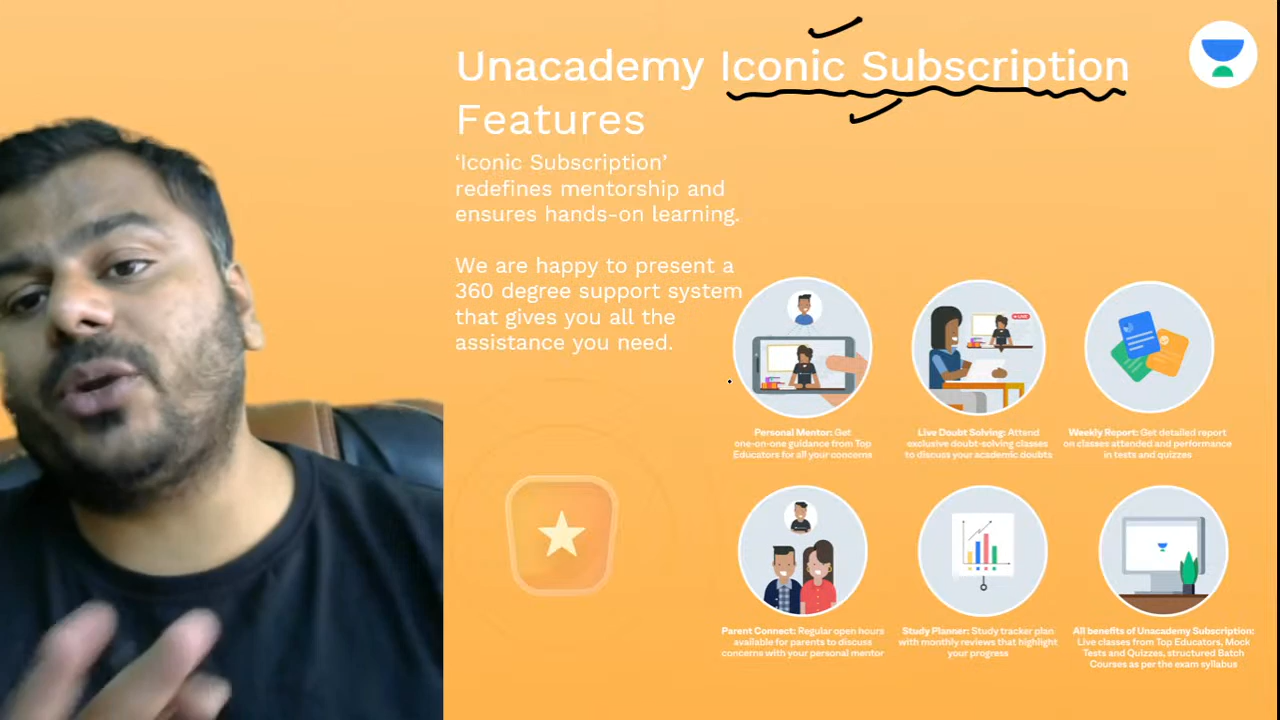 Unacademy Iconic Subscription
Features
‘Iconic Subscription’
redefines mentorship and
ensures hands-on learning.
We are happy to present a
360 degree support system
that gives you all the
assistance you need.
LIVE
Personal Mentor: Get
one-on-one guidance from Top
Educators for all your concerns
Live Doubt Solving: Attend
exclusive doubt-solving classes
to discuss your academic doubts
Weekly Report: Get detailed report
on classes attended and performance
in tests and quizzes
Parent Connect: Regular open hours
available for parents to discuss
concerns with your personal mentor
Study Planner: Study tracker plan
with monthly reviews that highlight
your progress
All benefits of Unacademy Subscription:
Live classes from Top Educators, Mock
Tests and Quizzes, structured Batch
Courses as per the exam syllabus